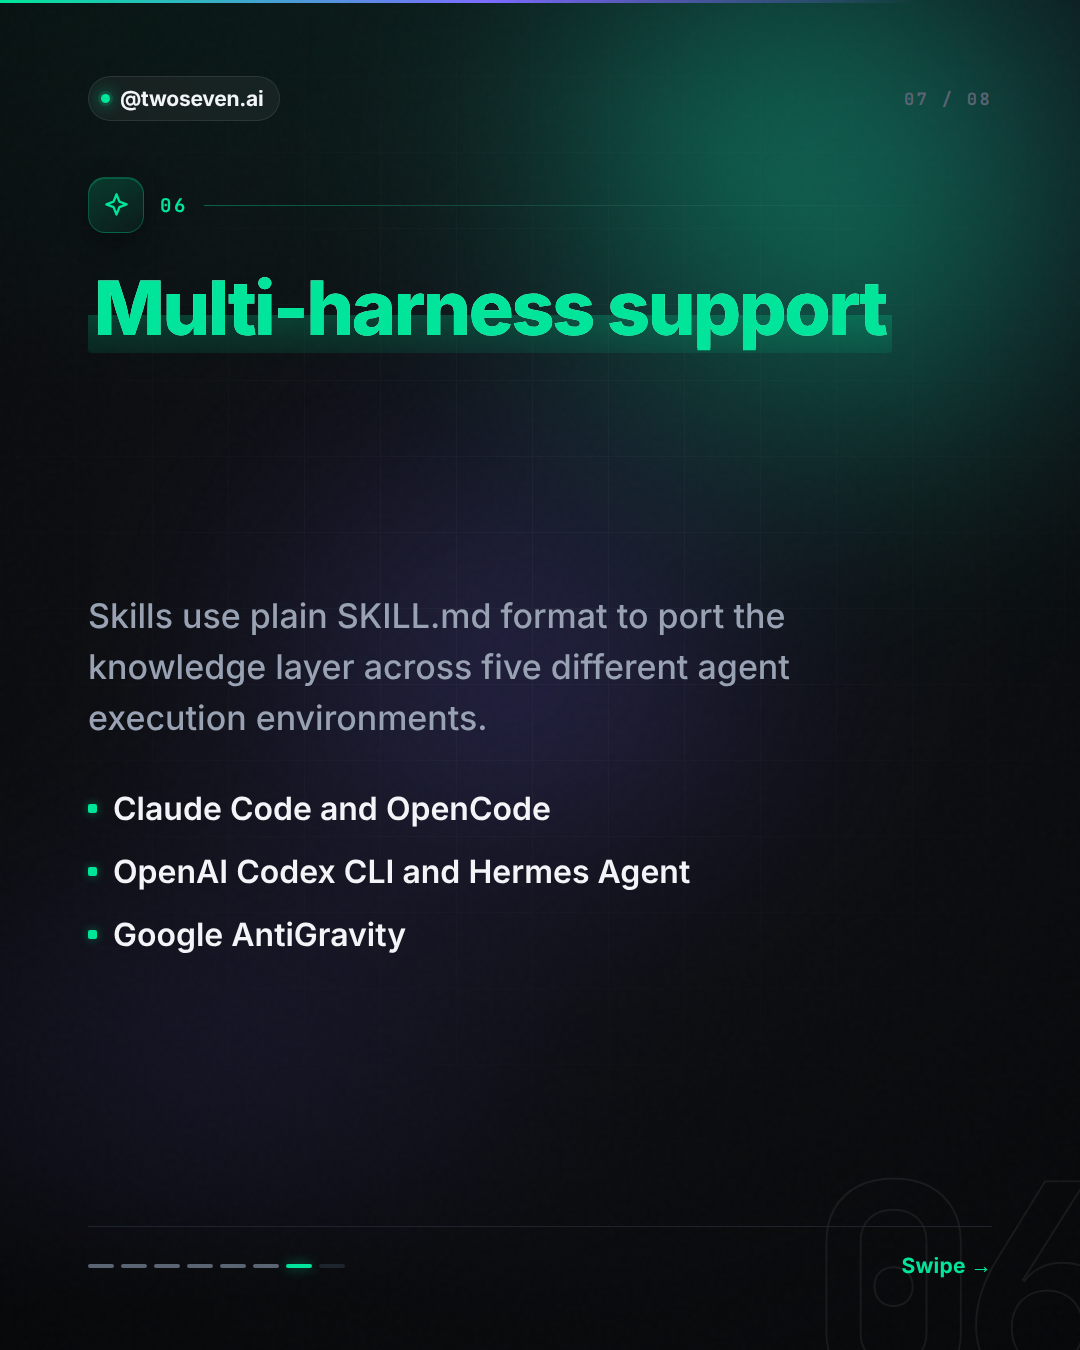 @twoseven.ai
07 / 08
06
Multi-harness support
Skills use plain SKILL.md format to port the
knowledge layer across five different agent
execution environments.
Claude Code and OpenCode
OpenAI Codex CLI and Hermes Agent
Google AntiGravity
06
Swipe →